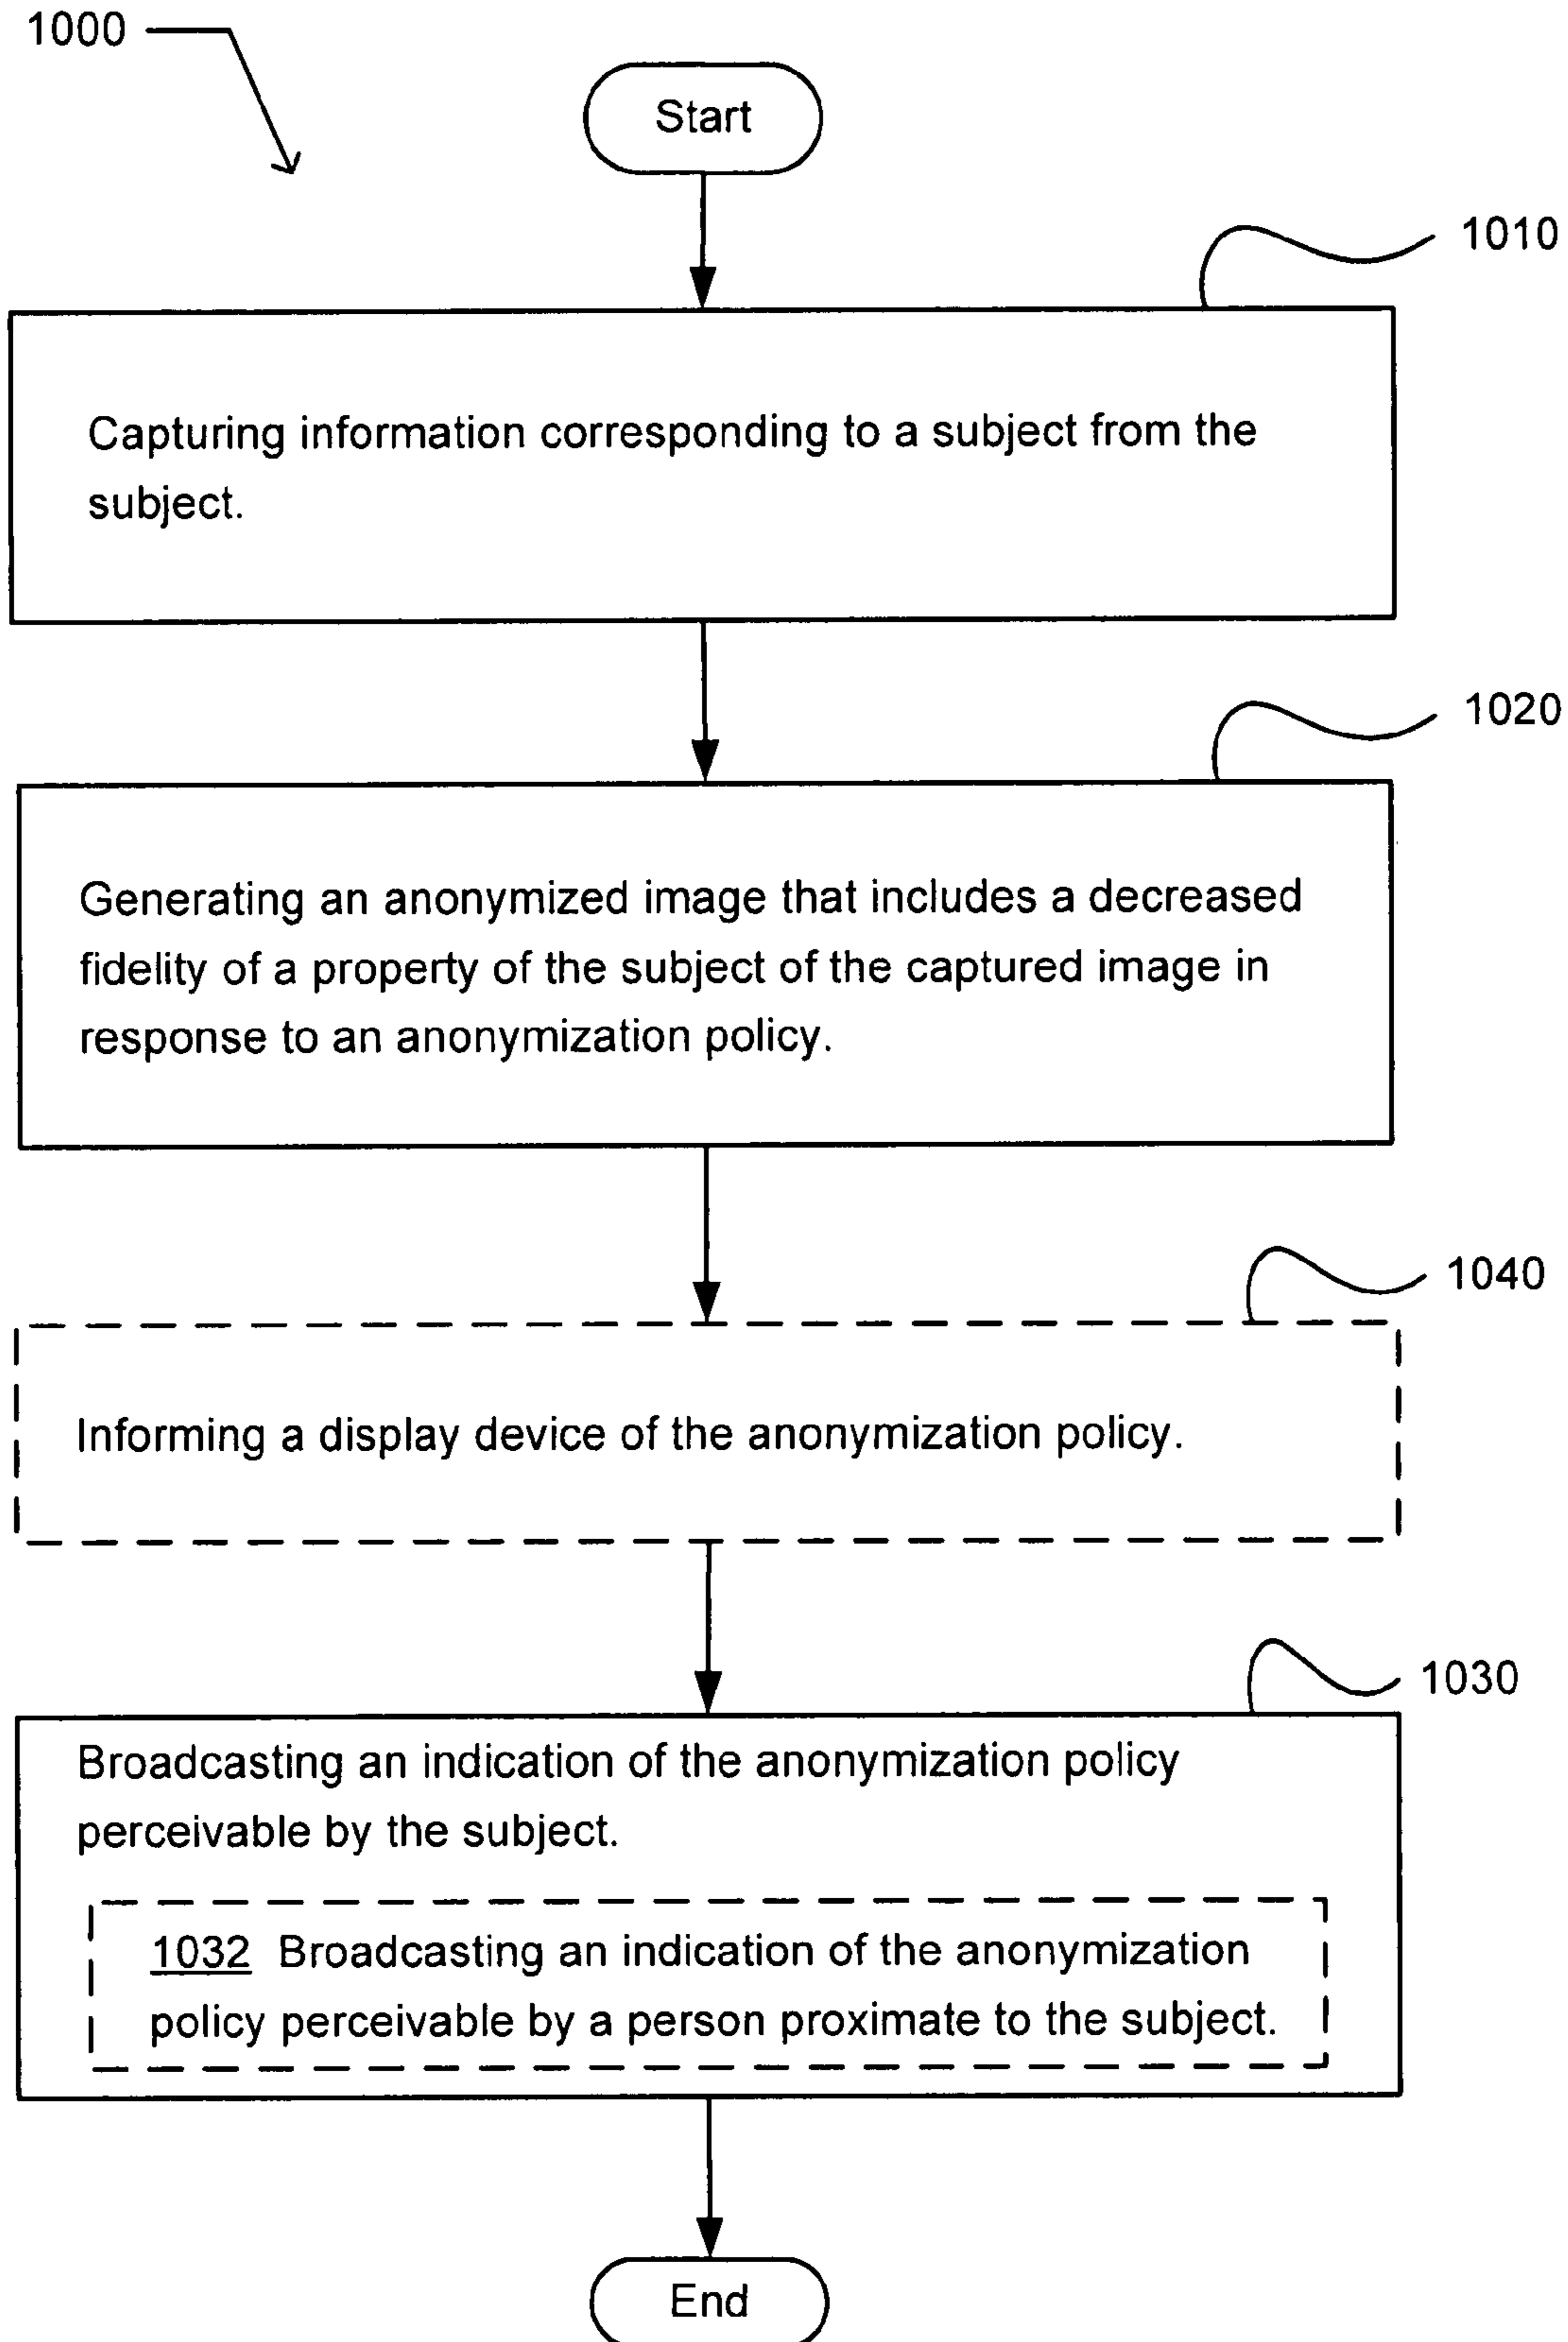 1000
Start
1010
Capturing information corresponding to a subject from the
subject.
1020
Generating an anonymized image that includes a decreased
fidelity of a property of the subject of the captured image in
response to an anonymization policy.
1040
Informing a display device of the anonymization policy.
1030
Broadcasting an indication of the anonymization policy
perceivable by the subject.
1032 Broadcasting an indication of the anonymization
policy perceivable by a person proximate to the subject.
End